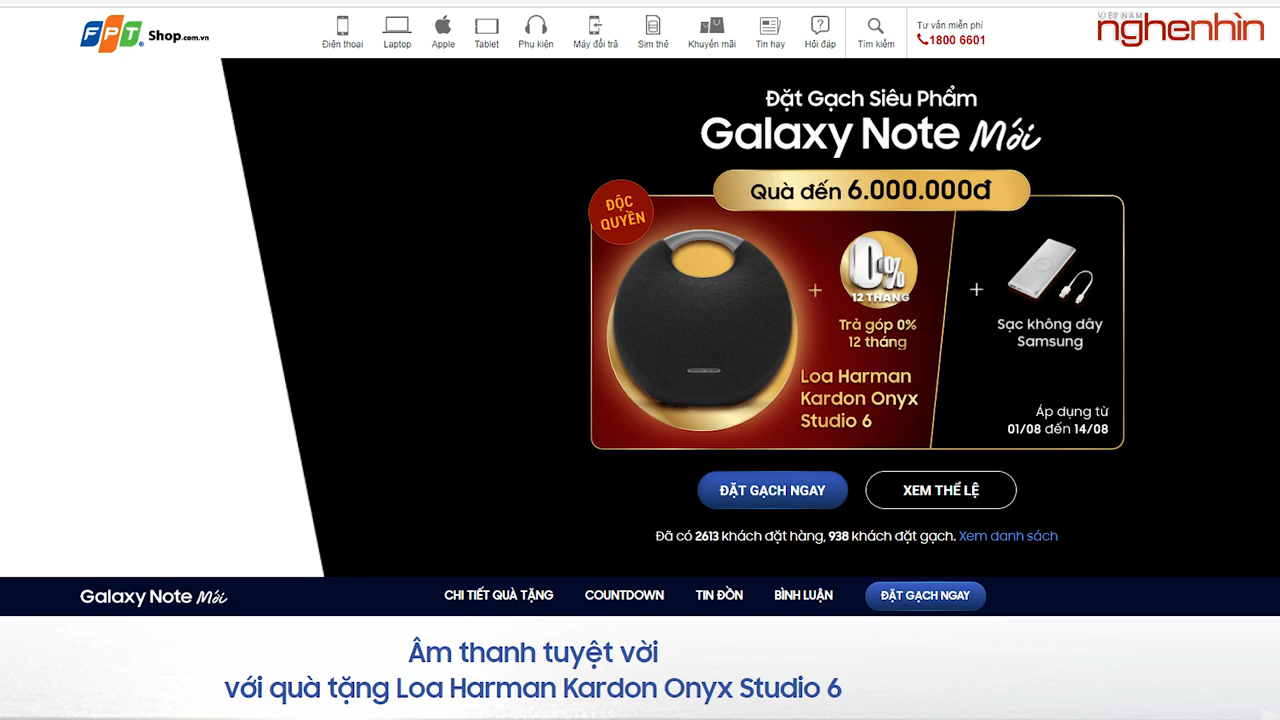 FPT Shop.com.vn
Điện thoại
Laptop
Apple
Tablet
Phụ kiện
Máy đổi trả
Sim thẻ
Khuyến mãi
Tin hay
Hỏi đáp
Tìm kiếm
Tư vấn miễn phí
1800 6601
VIỆT NAM
nghenhìn
Đặt Gạch Siêu Phẩm
Galaxy Note Mới
Quà đến 6.000.000đ
ĐỘC
QUYỀN
0%
12 THÁNG
Trả góp 0%
12 tháng
Loa Harman
Kardon Onyx
Studio 6
Sạc không dây
Samsung
Áp dụng từ
01/08 đến 14/08
ĐẶT GẠCH NGAY
XEM THỂ LỆ
Đã có 2613 khách đặt hàng, 938 khách đặt gạch. Xem danh sách
Galaxy Note Mới
CHI TIẾT QUÀ TẶNG
COUNTDOWN
TIN ĐỒN
BÌNH LUẬN
ĐẶT GẠCH NGAY
Âm thanh tuyệt vời
với quà tặng Loa Harman Kardon Onyx Studio 6